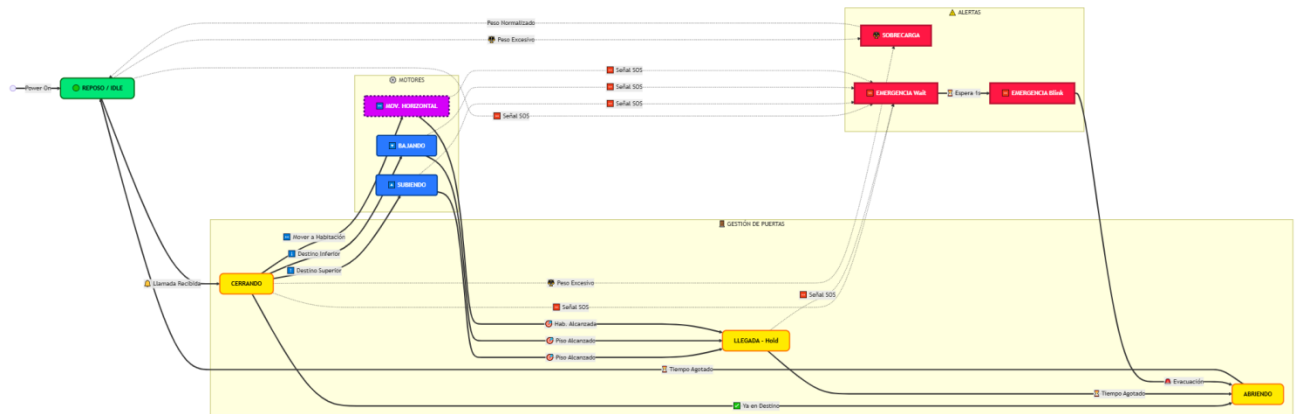 ALERTAS
Peso Normalizado
SOBRECARGA
Peso Excesivo
Señal SOS
MOTORES
Power On
REPOSO / IDLE
Señal SOS
EMERGENCIA Wait
Espera 1s
EMERGENCIA Blink
MOV. HORIZONTAL
Señal SOS
Señal SOS
BAJANDO
SUBIENDO
GESTIÓN DE PUERTAS
Mover a Habitación
Destino Inferior
Destino Superior
Llamada Recibida
CERRANDO
Peso Excesivo
Señal SOS
Señal SOS
Hab. Alcanzada
Piso Alcanzado
LLEGADA - Hold
Piso Alcanzado
Tiempo Agotado
Evacuación
Tiempo Agotado
ABRIENDO
Ya en Destino